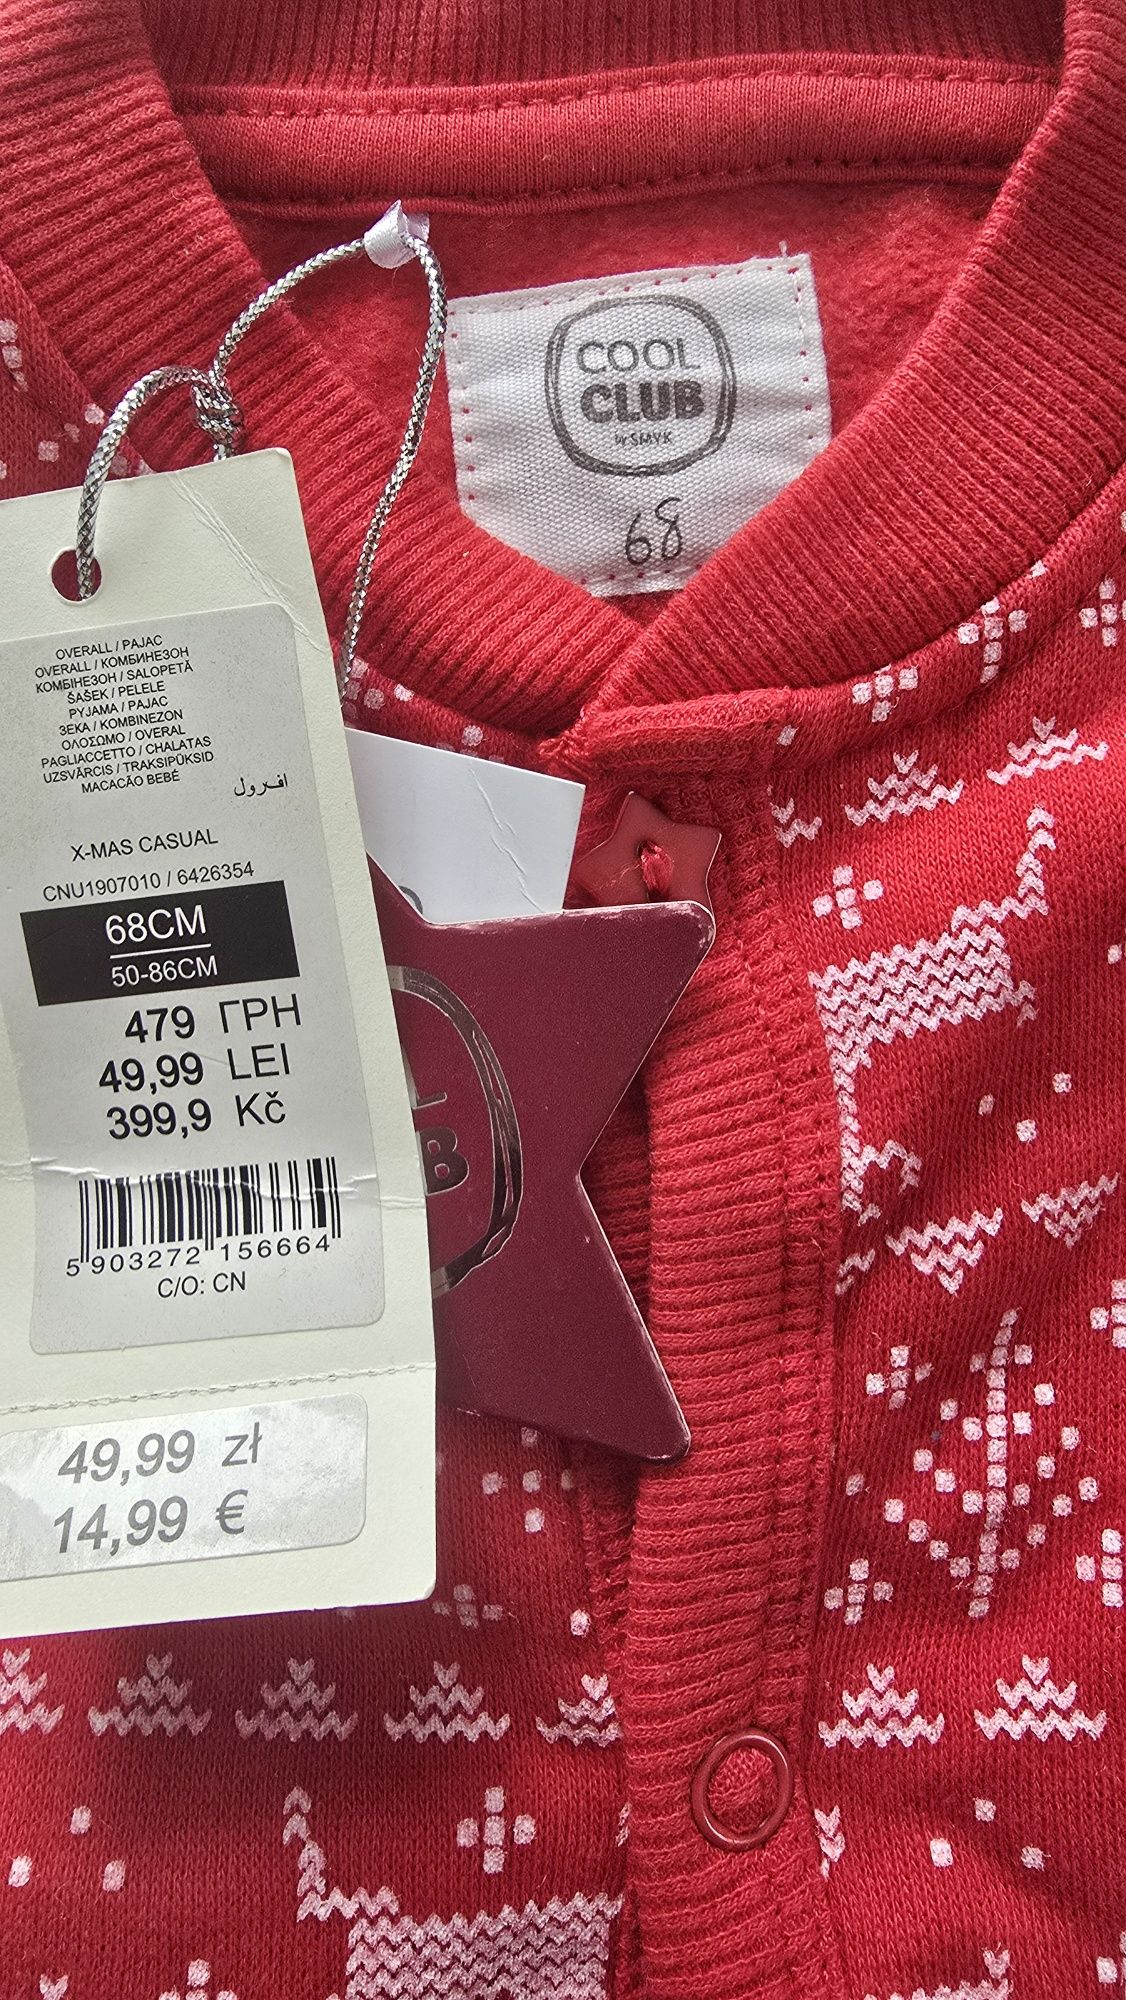 COOL
CLUB
by SMYK
68
OVERALL / PAJAC
OVERALL / КОМБИНЕЗОН
КОМБІНЕЗОН / SALOPETĂ
ŠAŠEK / PELELE
PYJAMA / PAJAC
ЗЕКА / KOMBINEZON
ΟΛΟΣΩΜΟ / OVERAL
PAGLIACCETTO / CHALATAS
UZSVĀRCIS / TRAKSIPÜKSID
MACACÃO BEBÉ
افرول
X-MAS CASUAL
CNU1907010 / 6426354
68CM
50-86CM
479 ГРН
49,99 LEI
399,9 Kč
5 903272 156664
C/O: CN
49,99 zł
14,99 €